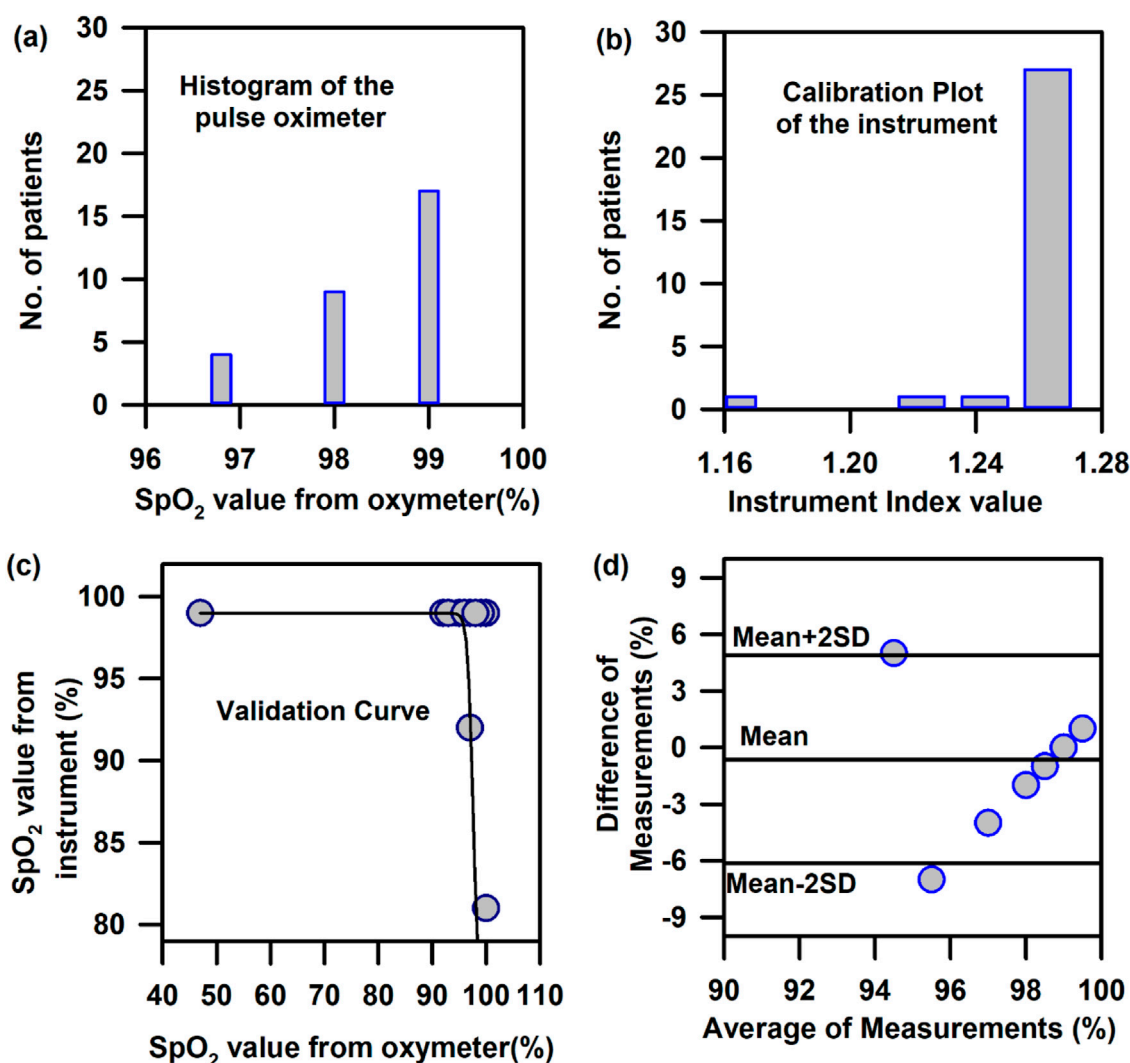 (a)
30
25
20
15
10
5
0
Histogram of the
pulse oximeter
No. of patients
96 97 98 99 100
SpO₂ value from oxymeter(%)
(b)
30
25
20
15
10
5
0
Calibration Plot
of the instrument
No. of patients
1.16 1.20 1.24 1.28
Instrument Index value
(c)
100
95
90
85
80
Validation Curve
SpO₂ value from
instrument (%)
40 50 60 70 80 90 100 110
SpO₂ value from oxymeter(%)
(d)
9
6
3
0
-3
-6
-9
Mean+2SD
Mean
Mean-2SD
Difference of
Measurements (%)
90 92 94 96 98 100
Average of Measurements (%)